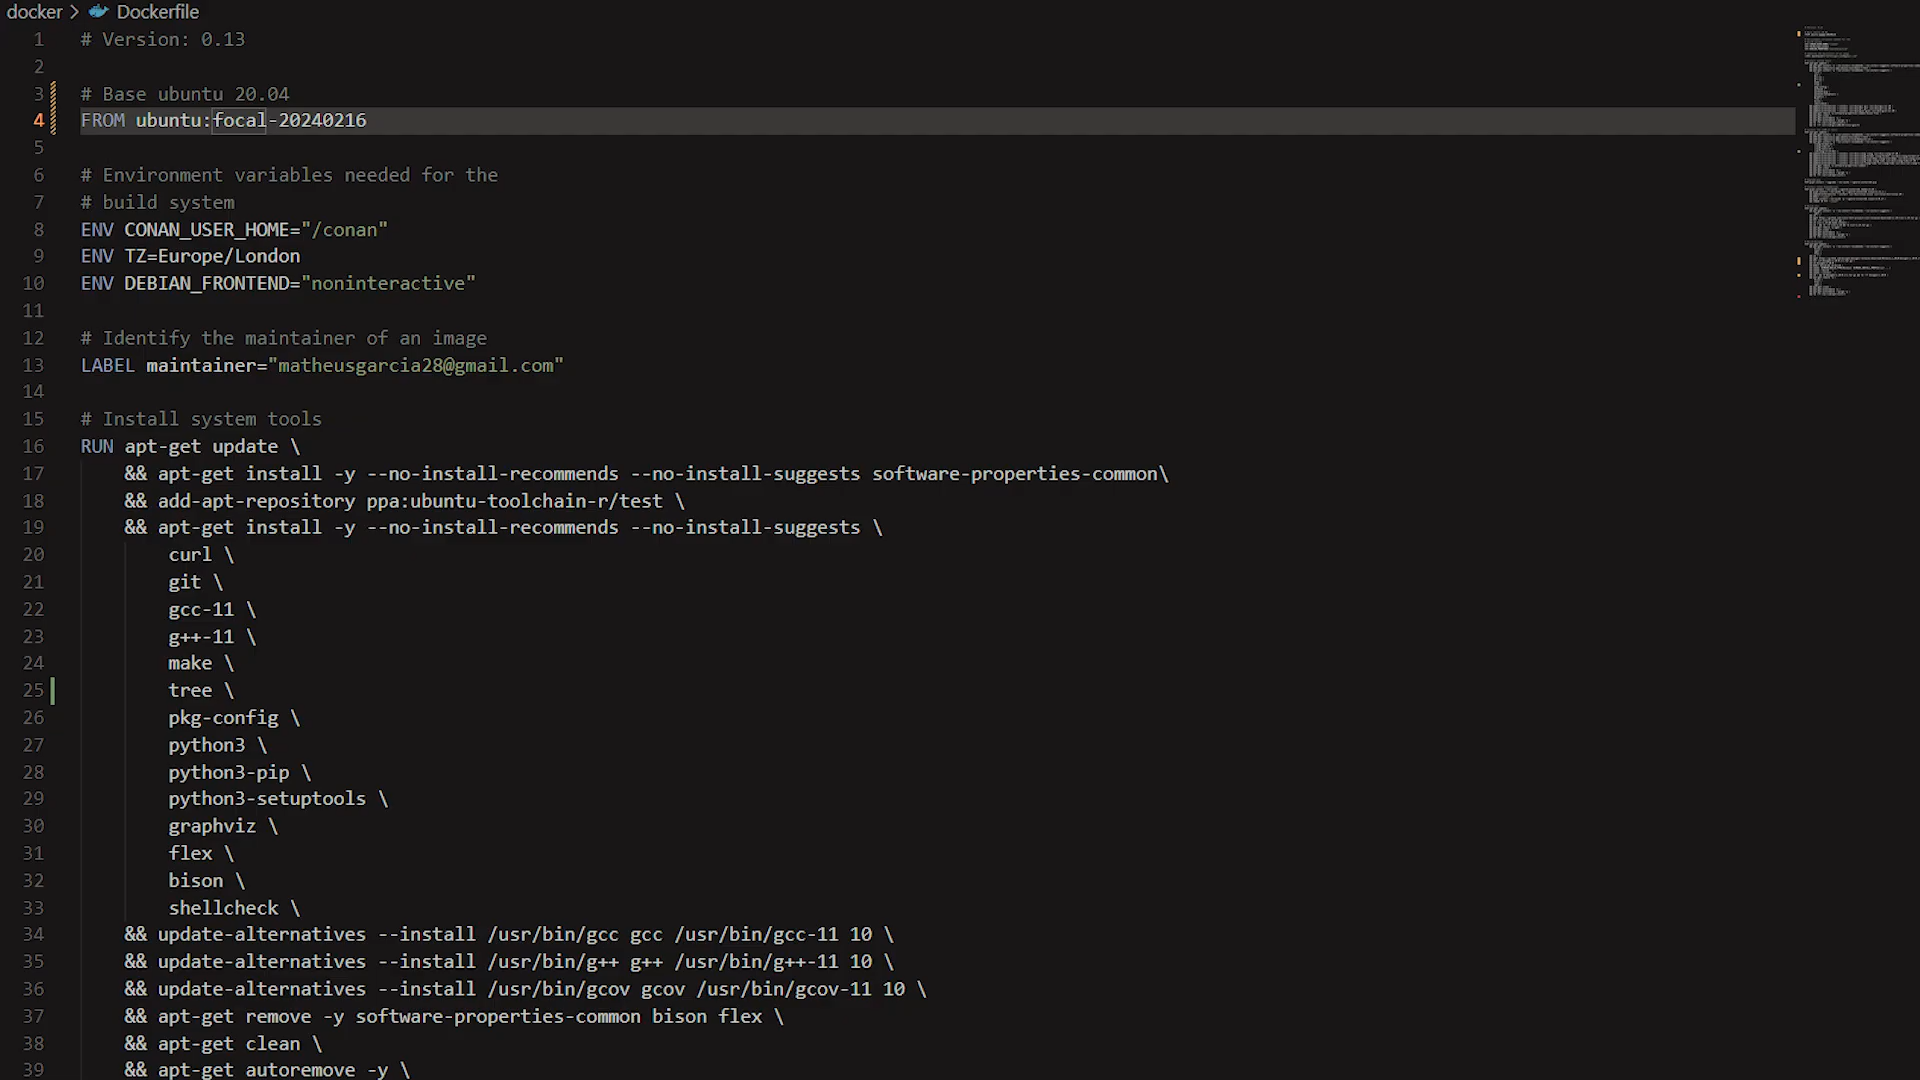 docker > Dockerfile
1 # Version: 0.13
2
3 # Base ubuntu 20.04
4 FROM ubuntu:focal-20240216
5
6 # Environment variables needed for the
7 # build system
8 ENV CONAN_USER_HOME="/conan"
9 ENV TZ=Europe/London
10 ENV DEBIAN_FRONTEND="noninteractive"
11
12 # Identify the maintainer of an image
13 LABEL maintainer="matheusgarcia28@gmail.com"
14
15 # Install system tools
16 RUN apt-get update \
17 && apt-get install -y --no-install-recommends --no-install-suggests software-properties-common\
18 && add-apt-repository ppa:ubuntu-toolchain-r/test \
19 && apt-get install -y --no-install-recommends --no-install-suggests \
20 curl \
21 git \
22 gcc-11 \
23 g++-11 \
24 make \
25 tree \
26 pkg-config \
27 python3 \
28 python3-pip \
29 python3-setuptools \
30 graphviz \
31 flex \
32 bison \
33 shellcheck \
34 && update-alternatives --install /usr/bin/gcc gcc /usr/bin/gcc-11 10 \
35 && update-alternatives --install /usr/bin/g++ g++ /usr/bin/g++-11 10 \
36 && update-alternatives --install /usr/bin/gcov gcov /usr/bin/gcov-11 10 \
37 && apt-get remove -y software-properties-common bison flex \
38 && apt-get clean \
39 && apt-get autoremove -y \